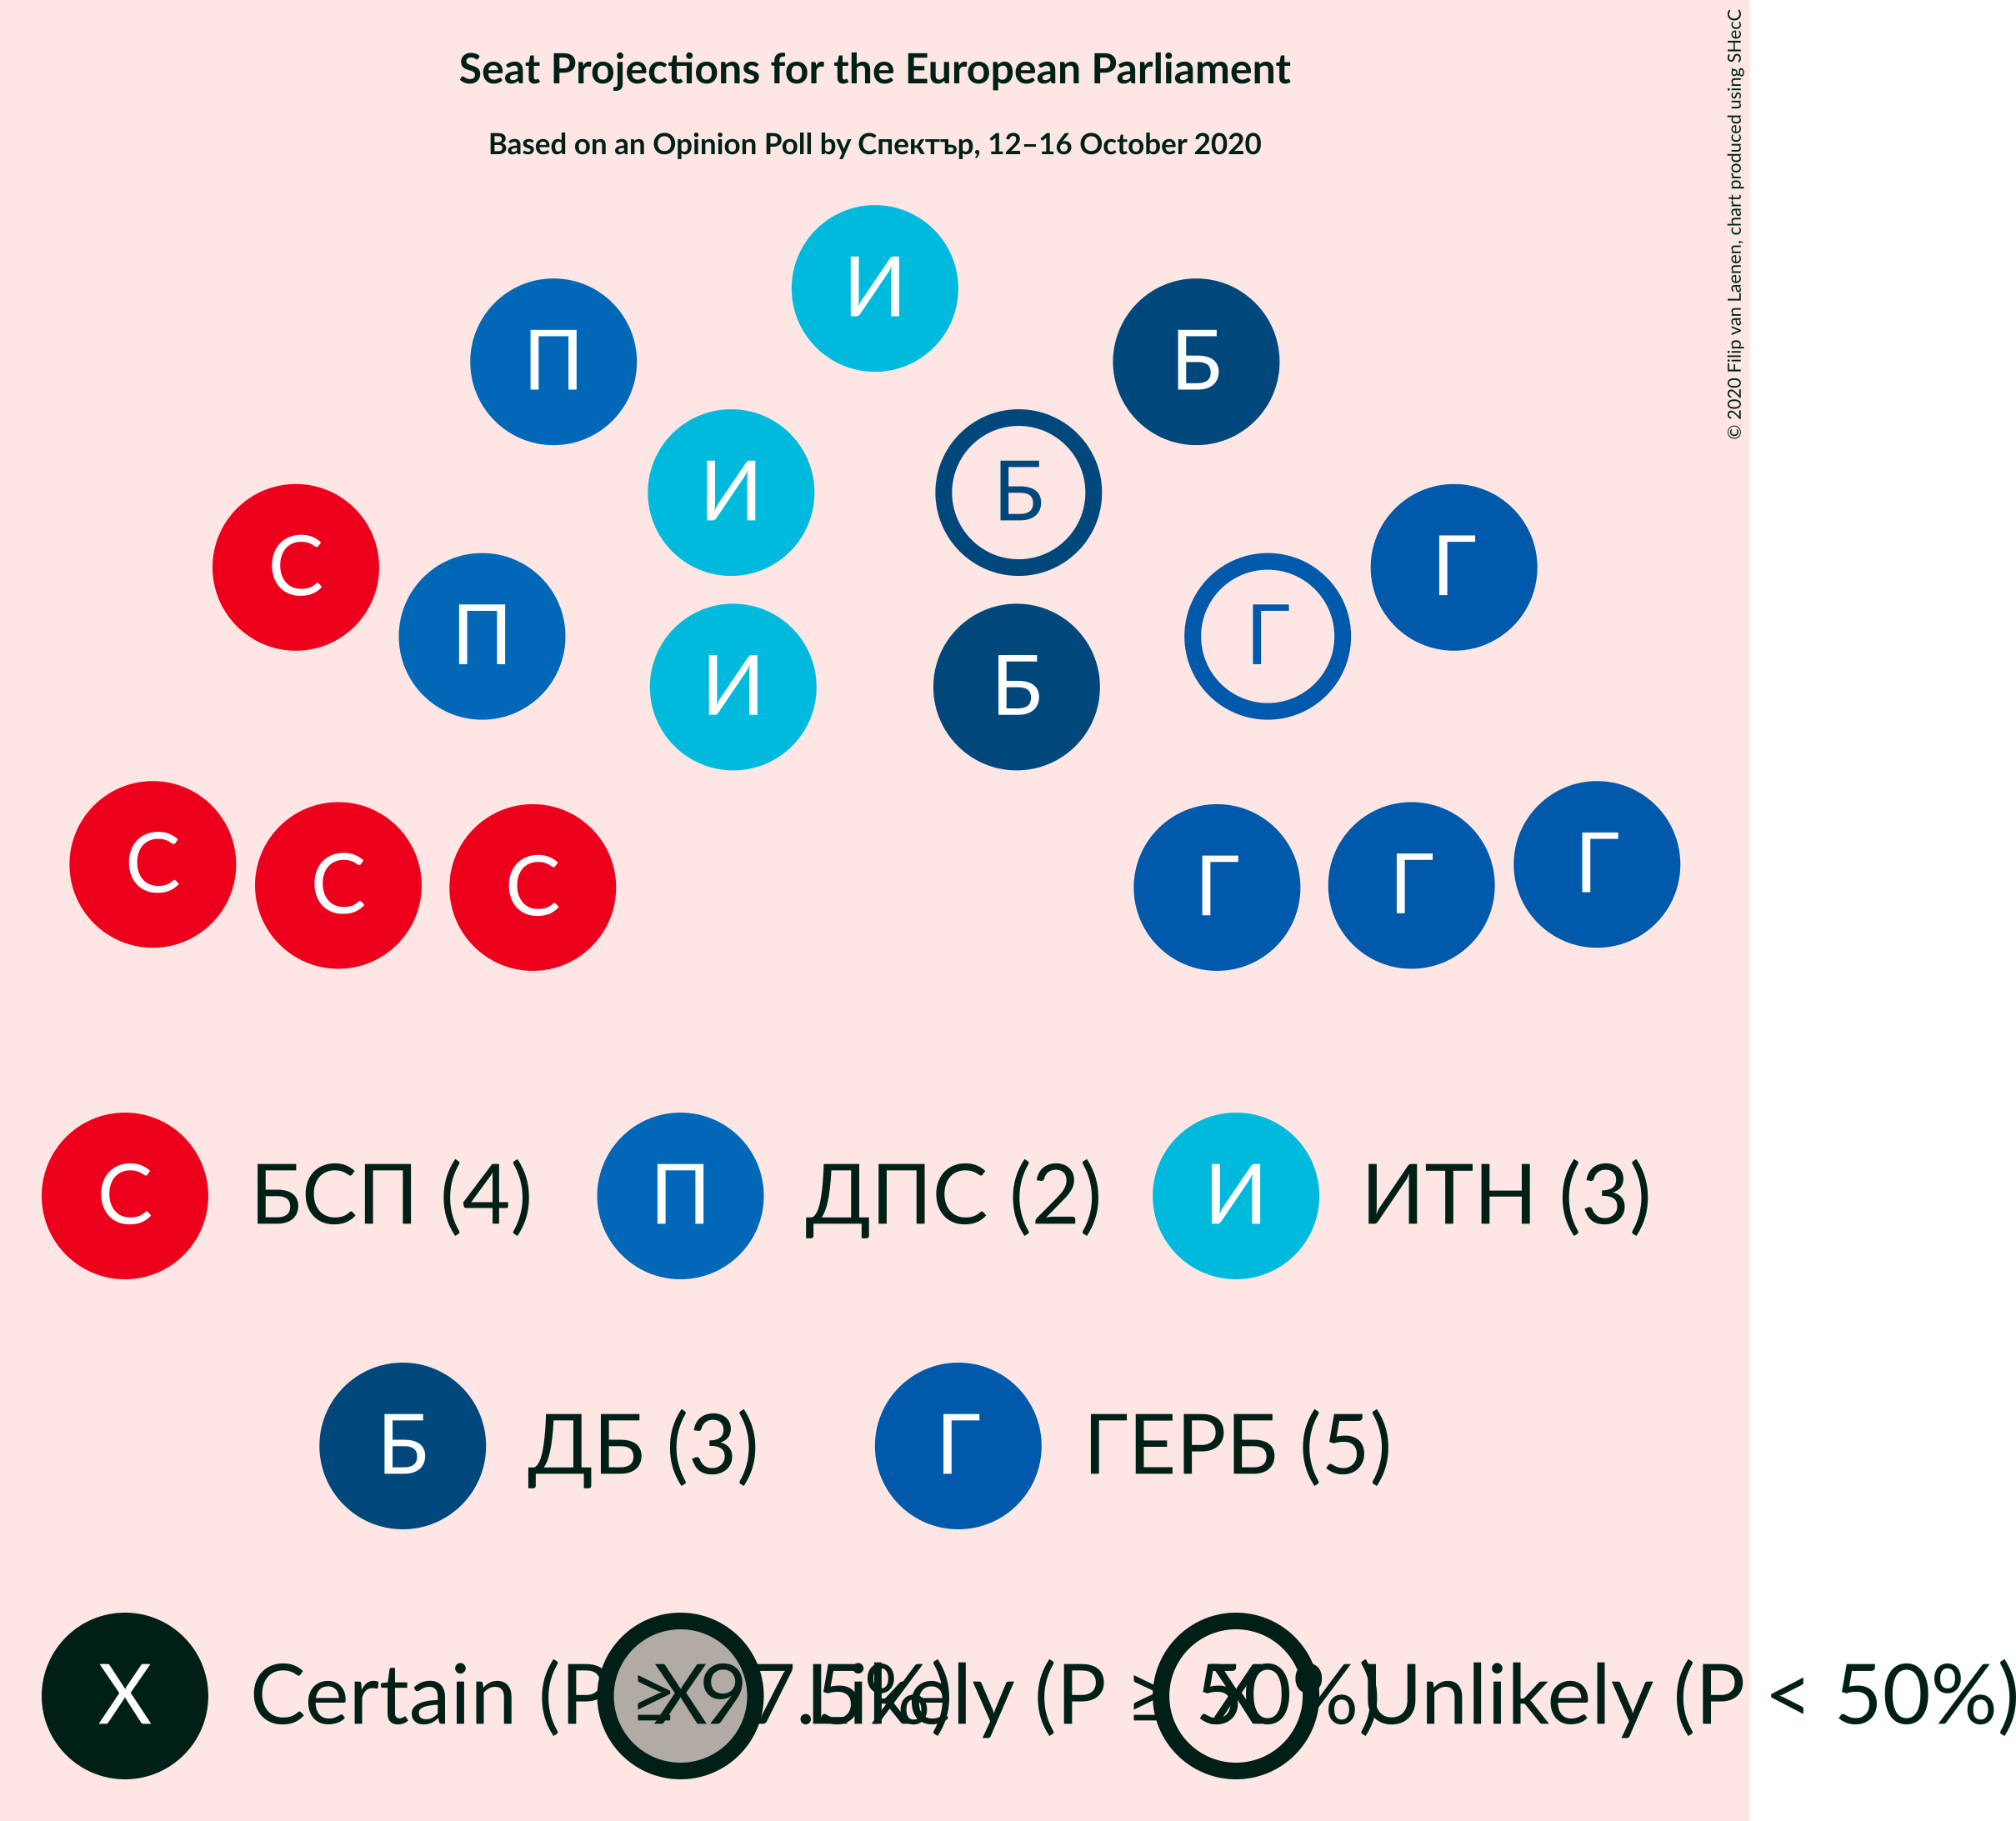 Seat Projections for the European Parliament
Based on an Opinion Poll by Спектър, 12–16 October 2020
© 2020 Filip van Laenen, chart produced using SHecC
И
П
Б
И
Б
С
Г
П
Г
И
Б
С
С
С
Г
Г
Г
С БСП (4) П ДПС (2) И ИТН (3)
Б ДБ (3) Г ГЕРБ (5)
X Certain (P ≥ 97.5%) X Likely (P ≥ 50%) X Unlikely (P < 50%)